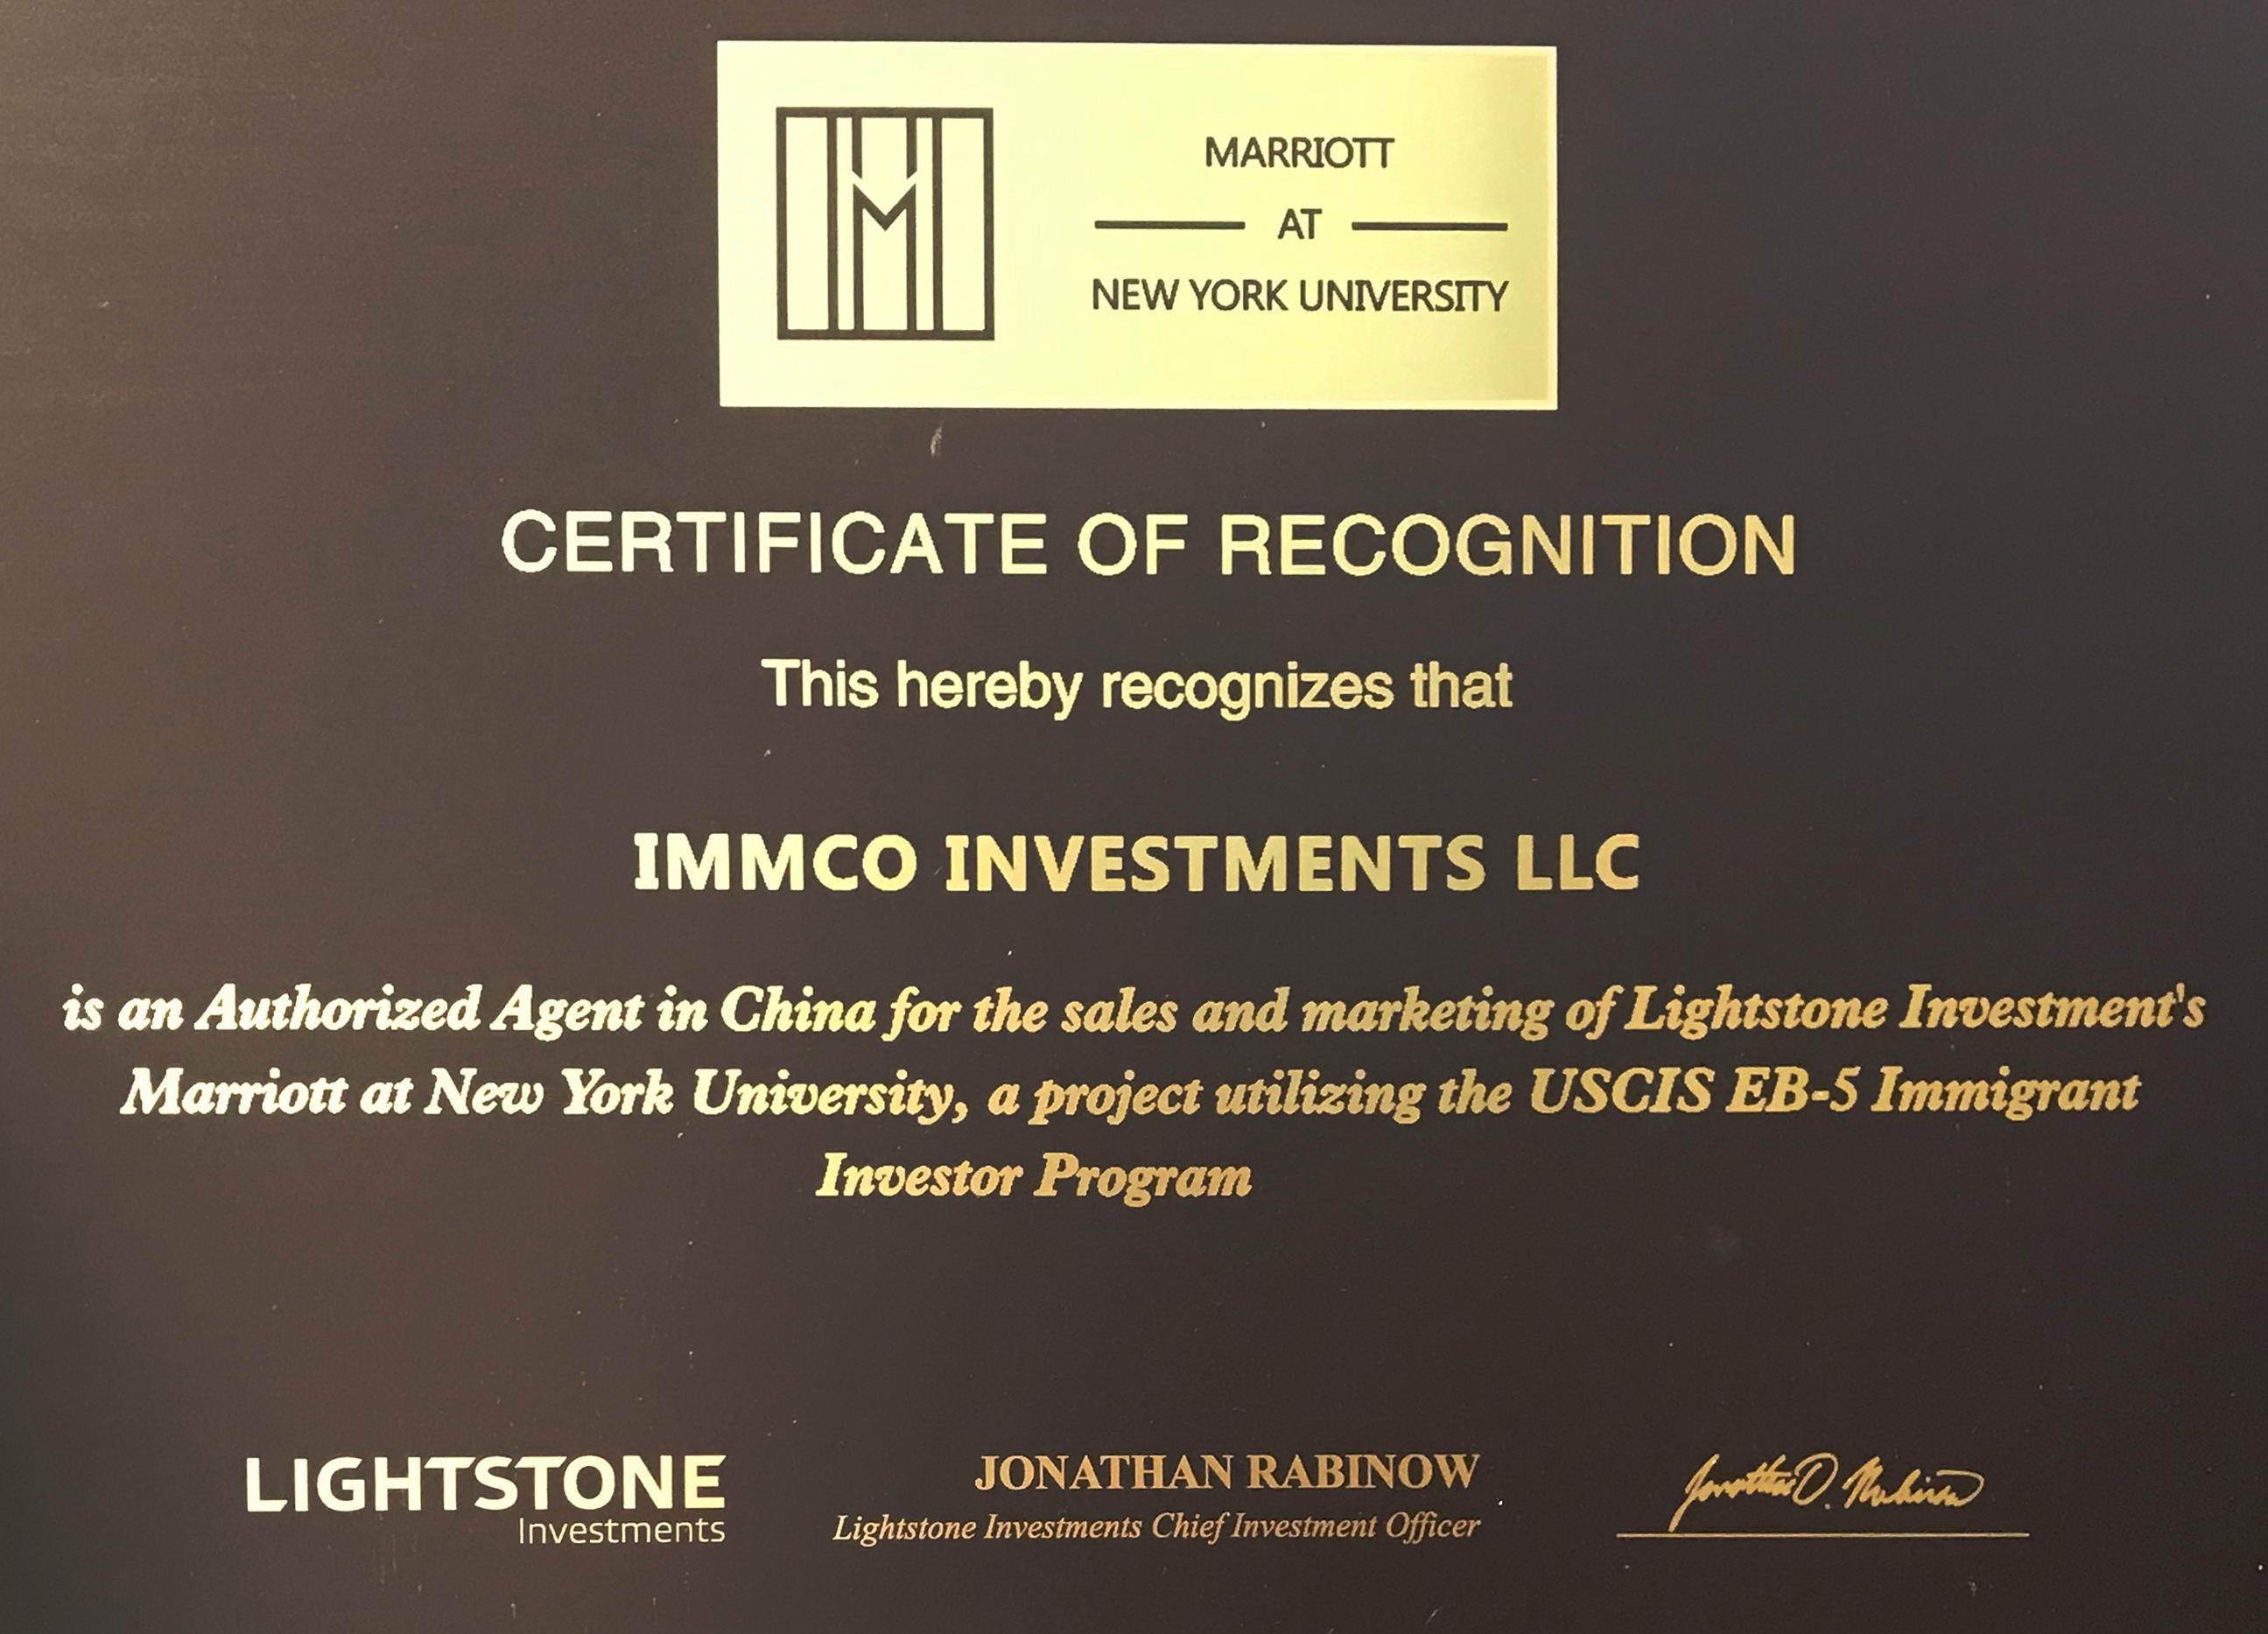 MARRIOTT
AT
NEW YORK UNIVERSITY
CERTIFICATE OF RECOGNITION
This hereby recognizes that
IMMCO INVESTMENTS LLC
is an Authorized Agent in China for the sales and marketing of Lightstone Investment's
Marriott at New York University, a project utilizing the USCIS EB-5 Immigrant
Investor Program
LIGHTSTONE
Investments
JONATHAN RABINOW
Lightstone Investments Chief Investment Officer